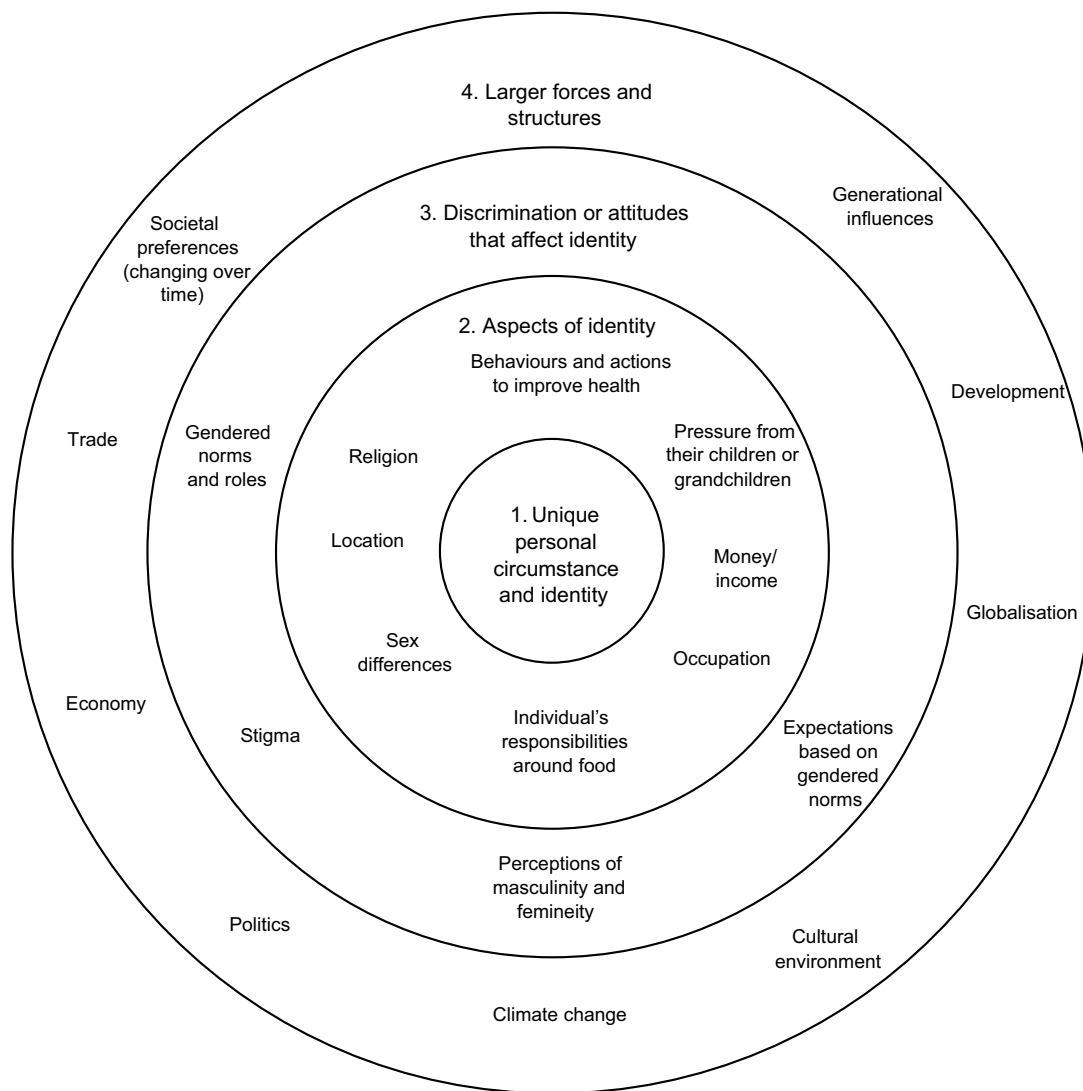 4. Larger forces and
structures
Generational
influences
Societal
preferences
(changing over
time)
3. Discrimination or attitudes
that affect identity
2. Aspects of identity
Behaviours and actions
to improve health
Development
Trade
Gendered
norms
and roles
Religion
Pressure from
their children or
grandchildren
1. Unique
personal
circumstance
and identity
Location
Money/
income
Globalisation
Sex
differences
Occupation
Economy
Stigma
Individual’s
responsibilities
around food
Expectations
based on
gendered
norms
Perceptions of
masculinity and
femineity
Politics
Cultural
environment
Climate change